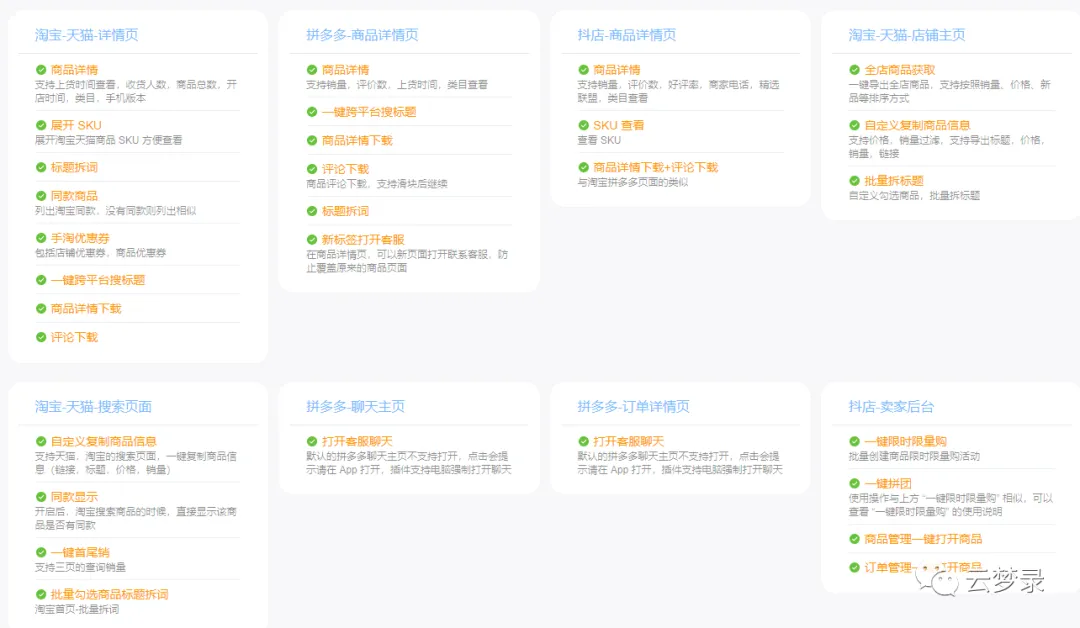 淘宝-天猫-详情页
商品详情
支持上货时间查看，收货人数，商品总数，开
店时间，类目，手机版本
展开 SKU
展开淘宝天猫商品 SKU 方便查看
标题拆词
同款商品
列出淘宝同款，没有同款则列出相似
手淘优惠券
包括店铺优惠券，商品优惠券
一键跨平台搜标题
商品详情下载
评论下载
拼多多-商品详情页
商品详情
支持销量，评价数，上货时间，类目查看
一键跨平台搜标题
商品详情下载
评论下载
商品评论下载，支持滑块后继续
标题拆词
新标签打开客服
在商品详情页，可以新页面打开联系客服，防
止覆盖原来的商品页面
抖店-商品详情页
商品详情
支持销量，评价数，好评率，商家电话，精选
联盟，类目查看
SKU 查看
查看 SKU
商品详情下载+评论下载
与淘宝拼多多页面的类似
淘宝-天猫-店铺主页
全店商品获取
一键导出全店商品，支持按照销量、价格、新
品等排序方式
自定义复制商品信息
支持价格，销量过滤，支持导出标题，价格，
销量，链接
批量拆标题
自定义勾选商品，批量拆标题
淘宝-天猫-搜索页面
自定义复制商品信息
支持天猫、淘宝的搜索页面，一键复制商品信
息（链接、标题，价格，销量）
同款显示
开启后，淘宝搜索商品的时候，直接显示该商
品是否有同款
一键首尾销
支持三页的查询销量
批量勾选商品标题拆词
淘宝首页-批量拆词
拼多多-聊天主页
打开客服聊天
默认的拼多多聊天主页不支持打开，点击会提
示请在 App 打开，插件支持电脑强制打开聊天
拼多多-订单详情页
打开客服聊天
默认的拼多多聊天主页不支持打开，点击会提
示请在 App 打开，插件支持电脑强制打开聊天
抖店-卖家后台
一键限时限量购
批量创建商品限时限量购活动
一键拼团
使用操作与上方 “一键限时限量购” 相似，可以
查看 “一键限时限量购” 的使用说明
商品管理一键打开商品
订单管理一 打开商品
云梦录